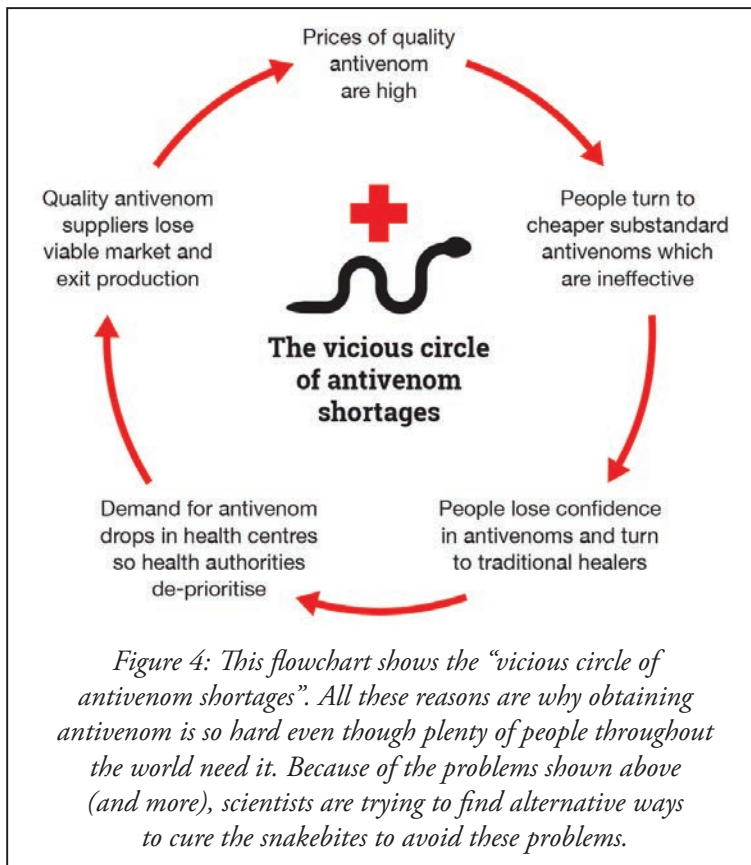 Prices of quality
antivenom
are high
People turn to
cheaper substandard
antivenoms which
are ineffective
People lose confidence
in antivenoms and turn
to traditional healers
Demand for antivenom
drops in health centres
so health authorities
de-prioritise
Quality antivenom
suppliers lose
viable market and
exit production
The vicious circle
of antivenom
shortages
Figure 4: This flowchart shows the “vicious circle of
antivenom shortages”. All these reasons are why obtaining
antivenom is so hard even though plenty of people throughout
the world need it. Because of the problems shown above
(and more), scientists are trying to find alternative ways
to cure the snakebites to avoid these problems.